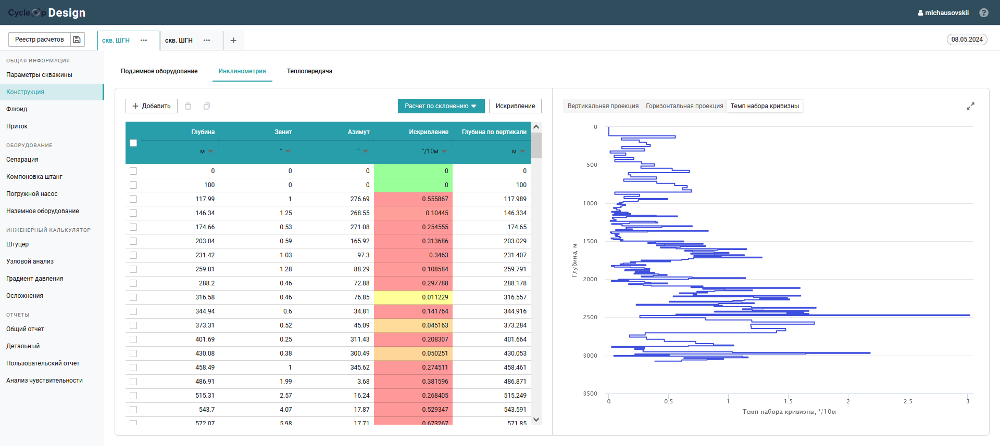 CycleOp Design
mlchausovskii
?
Реестр расчетов
скв. ШГН ···
скв. ШГН ···
+
08.05.2024
ОБЩАЯ ИНФОРМАЦИЯ
Параметры скважины
Конструкция
Флюид
Приток
ОБОРУДОВАНИЕ
Сепарация
Компоновка штанг
Погружной насос
Наземное оборудование
ИНЖЕНЕРНЫЙ КАЛЬКУЛЯТОР
Штуцер
Узловой анализ
Градиент давления
Осложнения
ОТЧЕТЫ
Общий отчет
Детальный
Пользовательский отчет
Анализ чувствительности
Подземное оборудование Инклинометрия Теплопередача
+ Добавить
Расчет по склонению
Искривление
Глубина Зенит Азимут Искривление Глубина по вертикали
м ° ° °/10м м
0 0 0 0 0
100 0 0 0 100
117.99 1 276.69 0.555867 117.989
146.34 1.25 268.55 0.10445 146.334
174.66 0.53 271.08 0.254555 174.65
203.04 0.59 165.92 0.313686 203.029
231.42 1.03 97.3 0.3463 231.407
259.81 1.28 88.29 0.108584 259.791
288.2 0.46 72.88 0.297788 288.178
316.58 0.46 76.85 0.011229 316.557
344.94 0.6 34.81 0.141764 344.916
373.31 0.52 45.09 0.045163 373.284
401.69 0.25 311.43 0.208307 401.664
430.08 0.38 300.49 0.050251 430.053
458.49 1 345.62 0.274511 458.461
486.91 1.99 3.68 0.381596 486.871
515.31 2.57 16.24 0.268405 515.249
543.7 4.07 17.87 0.529347 543.591
572.07 5.98 17.71 0.673267 571.85
Вертикальная проекция Горизонтальная проекция Темп набора кривизны
0
500
1000
1500
2000
2500
3000
3500
Глубина, м
0 0.5 1 1.5 2 2.5 3
Темп набора кривизны, °/10м